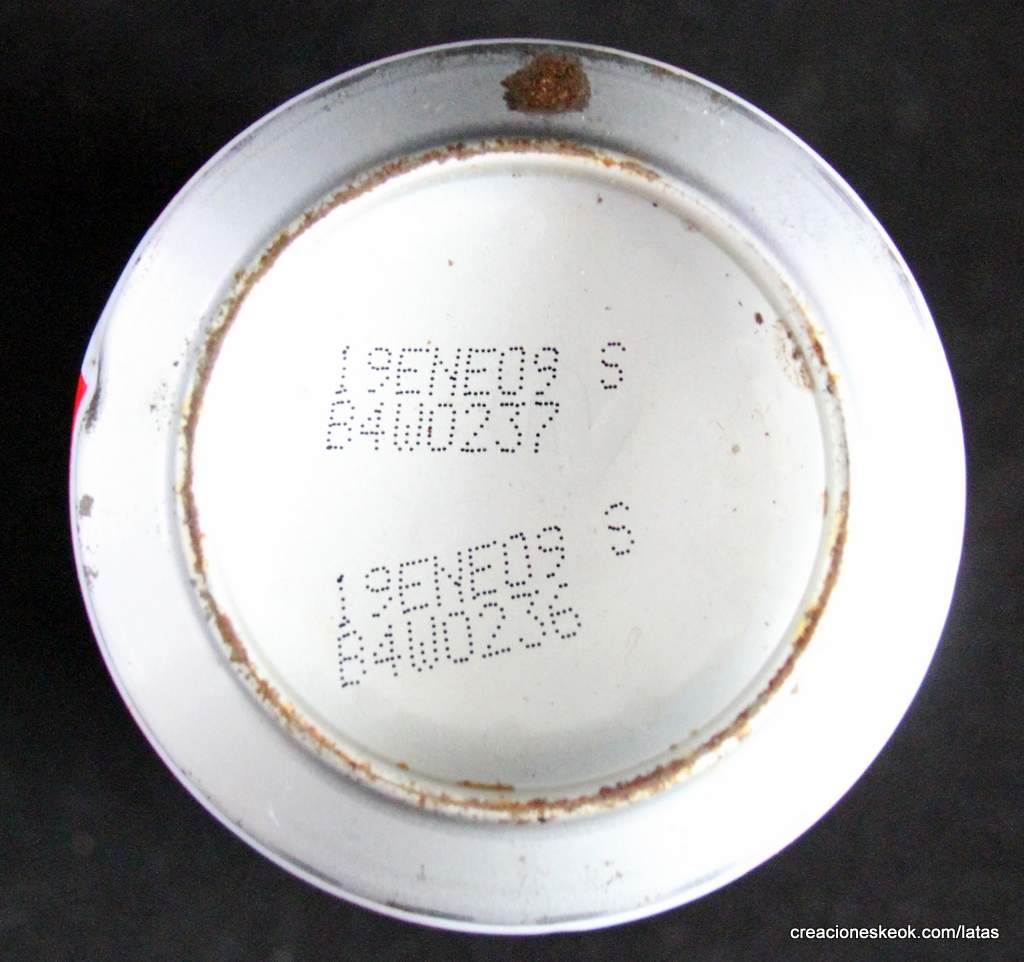 19ENE09 S
B4W0237
19ENE09 S
B4W0236
creacioneskeok.com/latas